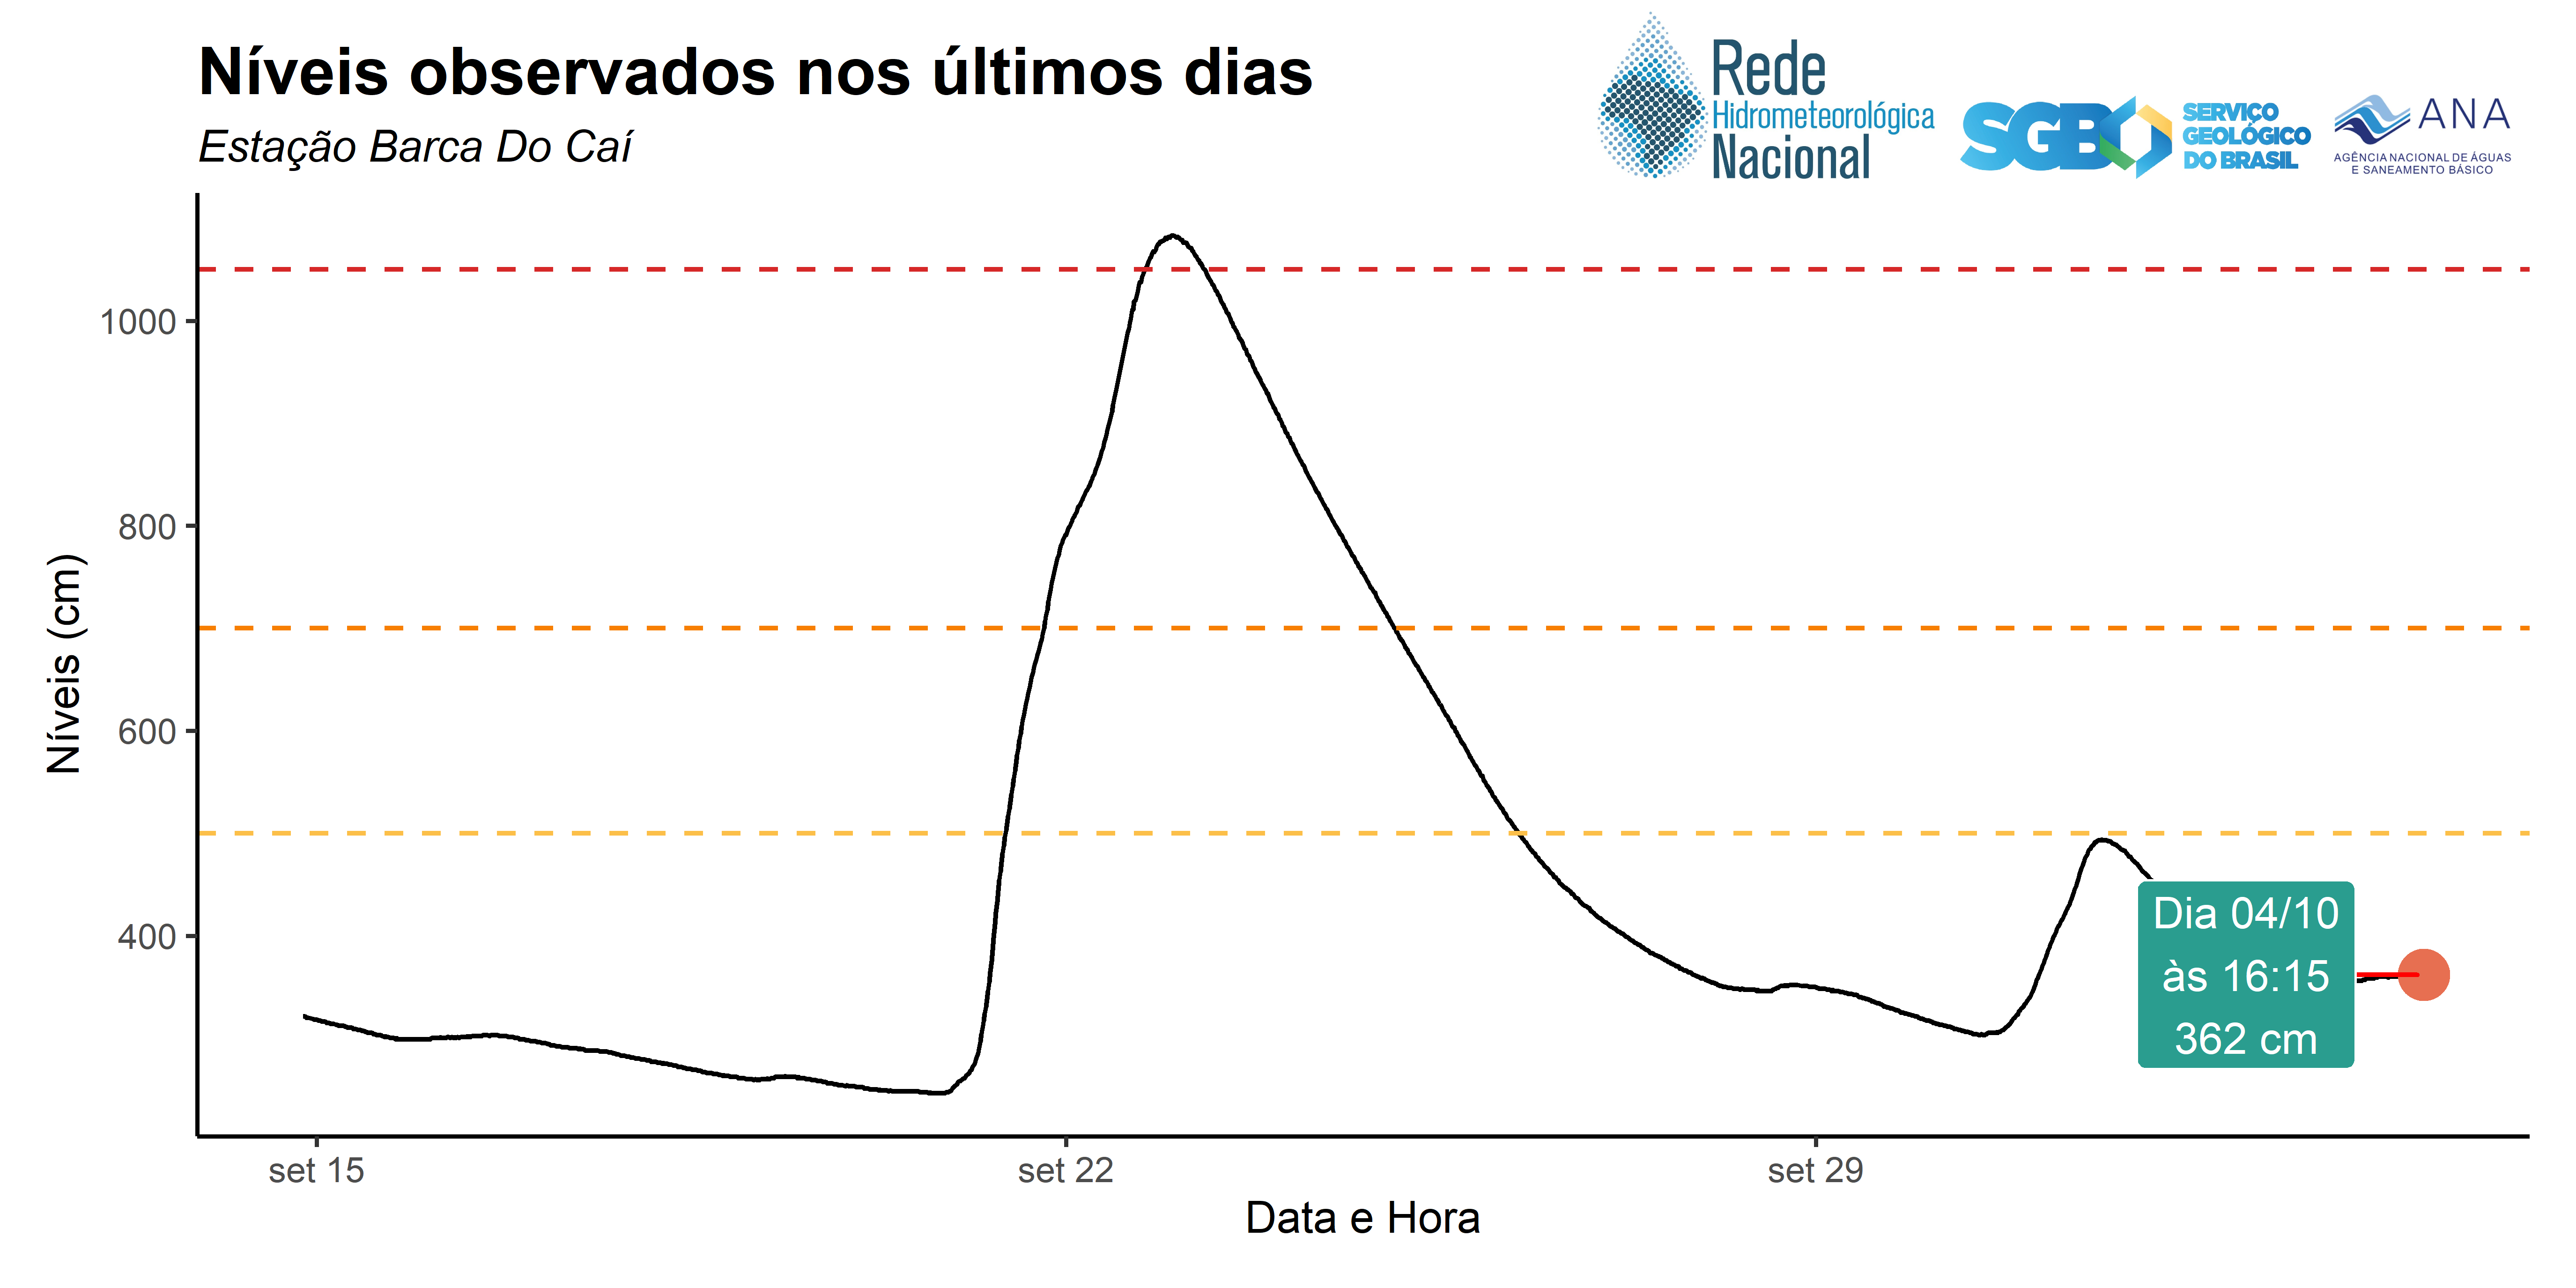 Níveis observados nos últimos dias
Estação Barca Do Caí
Rede
Hidrometeorológica
Nacional
SGB
SERVIÇO
GEOLÓGICO
DO BRASIL
ANA
AGÊNCIA NACIONAL DE ÁGUAS
E SANEAMENTO BÁSICO
Níveis (cm)
1000
800
600
400
Dia 04/10
às 16:15
362 cm
set 15
set 22
set 29
Data e Hora